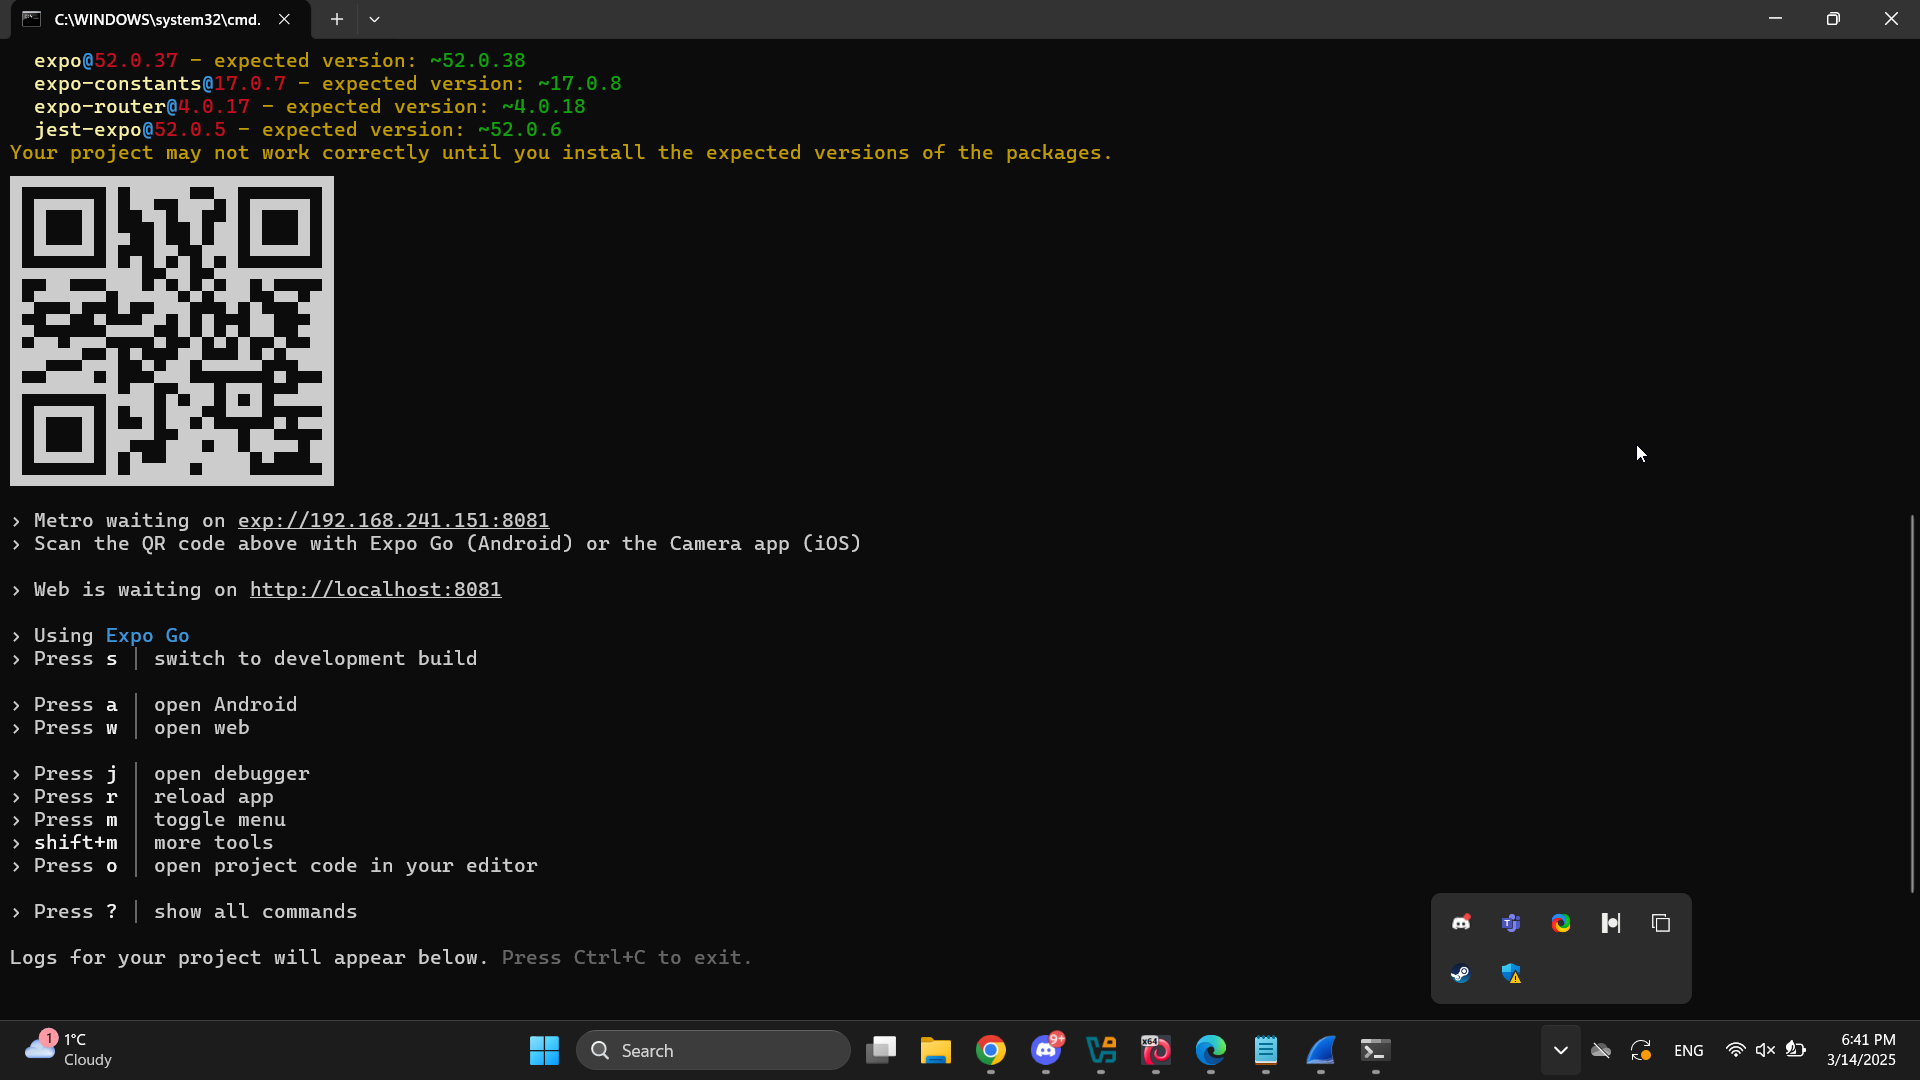 C:\WINDOWS\system32\cmd.
expo@52.0.37 - expected version: ~52.0.38
expo-constants@17.0.7 - expected version: ~17.0.8
expo-router@4.0.17 - expected version: ~4.0.18
jest-expo@52.0.5 - expected version: ~52.0.6
Your project may not work correctly until you install the expected versions of the packages.
› Metro waiting on exp://192.168.241.151:8081
› Scan the QR code above with Expo Go (Android) or the Camera app (iOS)
› Web is waiting on http://localhost:8081
› Using Expo Go
› Press s │ switch to development build
› Press a │ open Android
› Press w │ open web
› Press j │ open debugger
› Press r │ reload app
› Press m │ toggle menu
› shift+m │ more tools
› Press o │ open project code in your editor
› Press ? │ show all commands
Logs for your project will appear below. Press Ctrl+C to exit.
1
1°C
Cloudy
Search
9+
x64
ENG
6:41 PM
3/14/2025